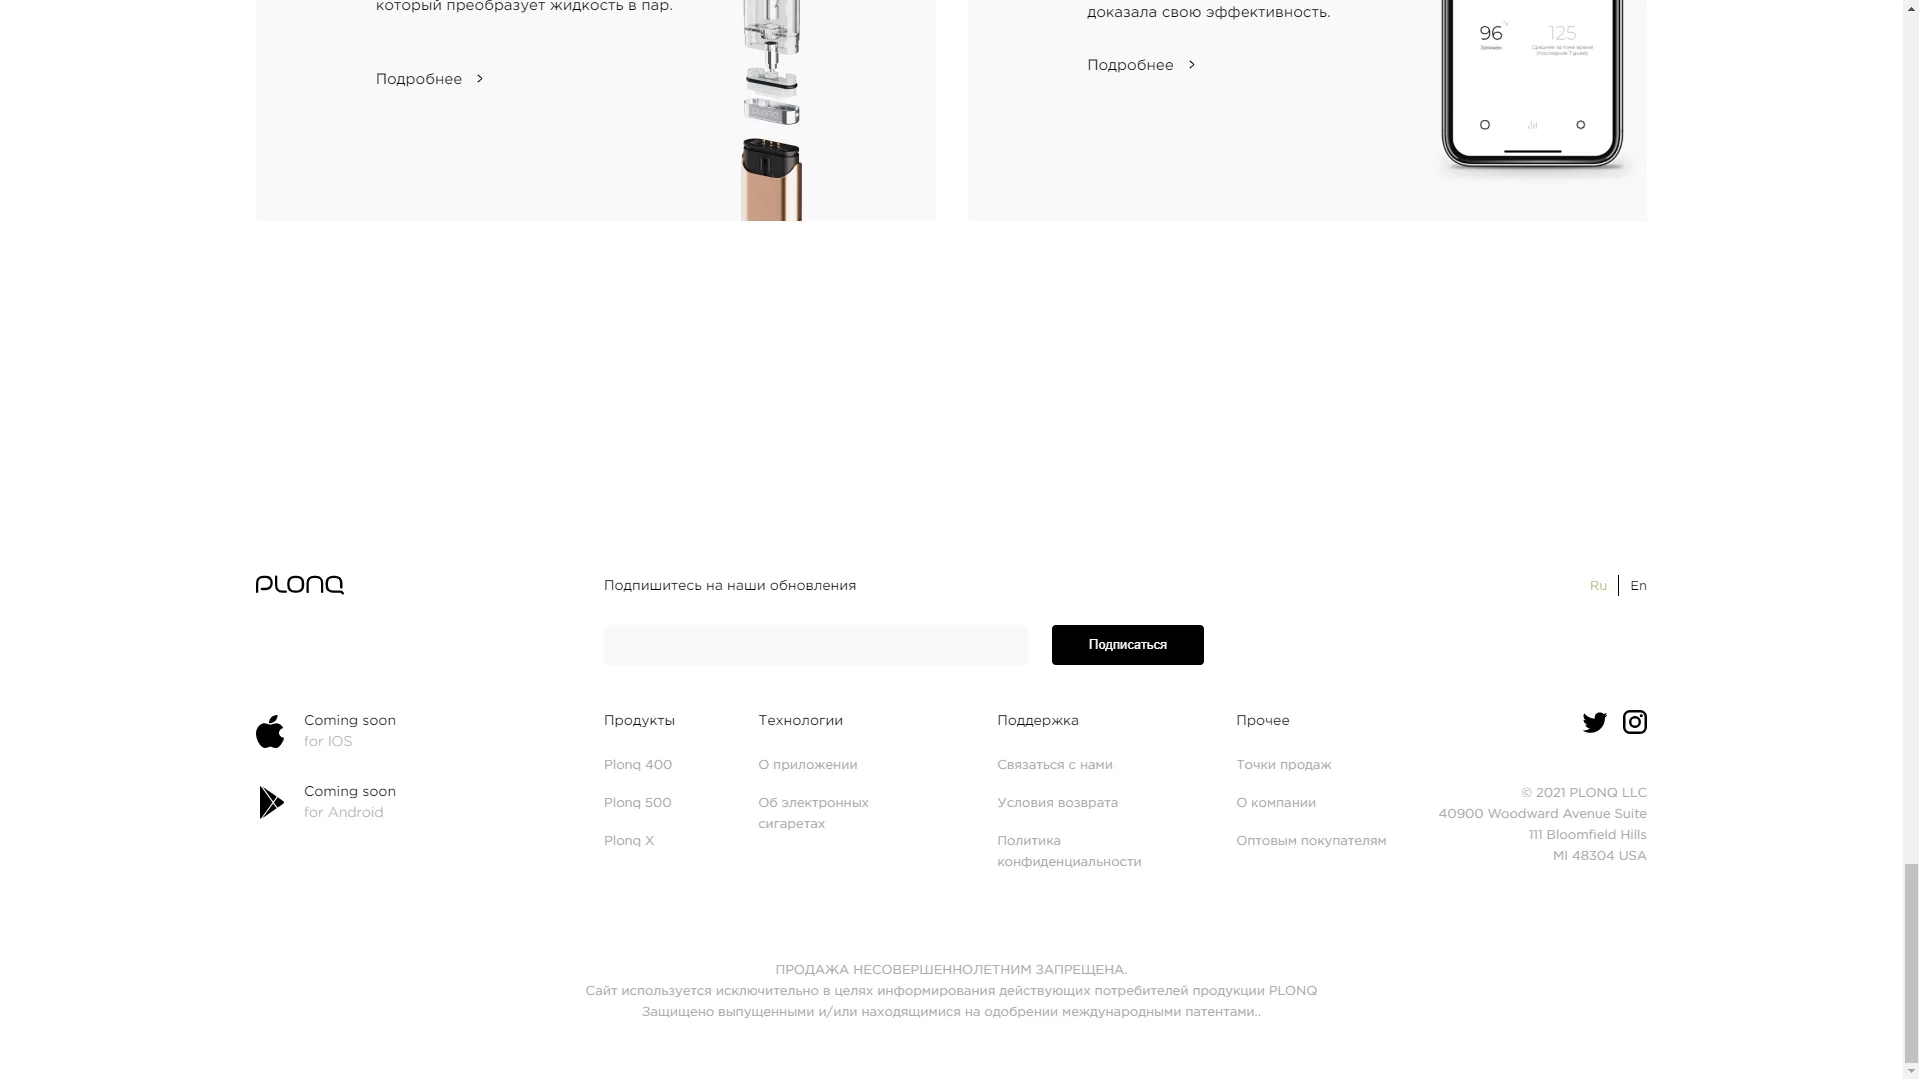 который преобразует жидкость в пар.
Подробнее
доказала свою эффективность.
Подробнее
96
Затяжек
125
Среднее за тоже время
(последние 7 дней)
PLONQ
Подпишитесь на наши обновления
Ru
En
Подписаться
Coming soon
for IOS
Coming soon
for Android
Продукты
Plonq 400
Plonq 500
Plonq X
Технологии
О приложении
Об электронных
сигаретах
Поддержка
Связаться с нами
Условия возврата
Политика
конфиденциальности
Прочее
Точки продаж
О компании
Оптовым покупателям
© 2021 PLONQ LLC
40900 Woodward Avenue Suite
111 Bloomfield Hills
MI 48304 USA
ПРОДАЖА НЕСОВЕРШЕННОЛЕТНИМ ЗАПРЕЩЕНА.
Сайт используется исключительно в целях информирования действующих потребителей продукции PLONQ
Защищено выпущенными и/или находящимися на одобрении международными патентами..